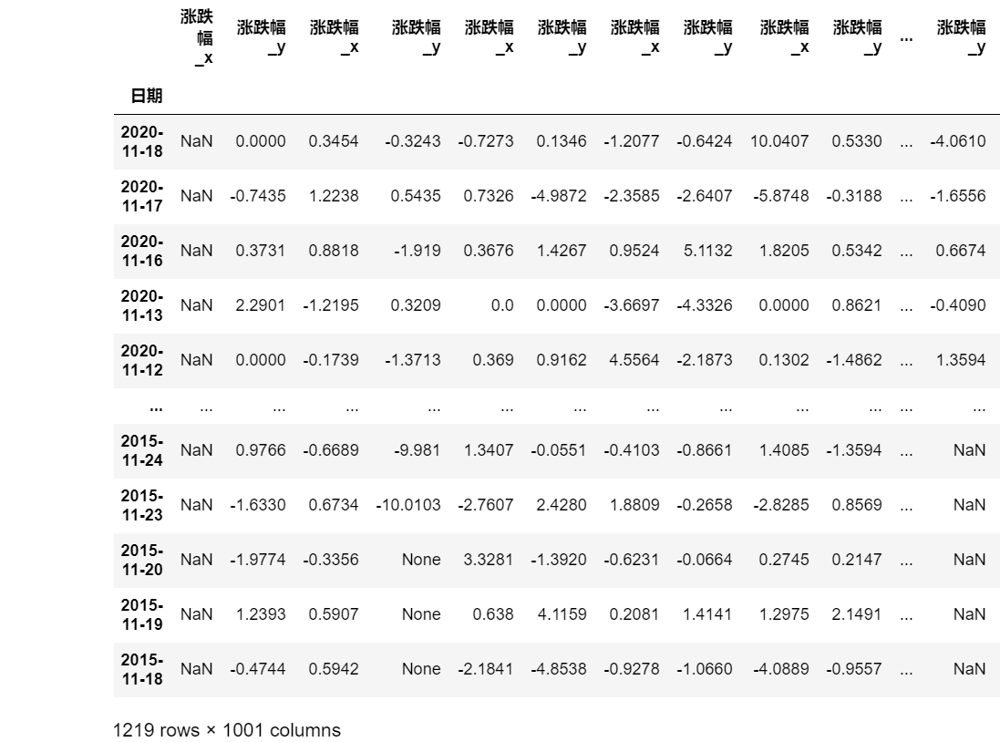 涨跌幅_x 涨跌幅_y 涨跌幅_x 涨跌幅_y 涨跌幅_x 涨跌幅_y 涨跌幅_x 涨跌幅_y 涨跌幅_x 涨跌幅_y ... 涨跌幅_y
日期
2020-11-18 NaN 0.0000 0.3454 -0.3243 -0.7273 0.1346 -1.2077 -0.6424 10.0407 0.5330 ... -4.0610
2020-11-17 NaN -0.7435 1.2238 0.5435 0.7326 -4.9872 -2.3585 -2.6407 -5.8748 -0.3188 ... -1.6556
2020-11-16 NaN 0.3731 0.8818 -1.919 0.3676 1.4267 0.9524 5.1132 1.8205 0.5342 ... 0.6674
2020-11-13 NaN 2.2901 -1.2195 0.3209 0.0 0.0000 -3.6697 -4.3326 0.0000 0.8621 ... -0.4090
2020-11-12 NaN 0.0000 -0.1739 -1.3713 0.369 0.9162 4.5564 -2.1873 0.1302 -1.4862 ... 1.3594
... ... ... ... ... ... ... ... ... ... ... ... ...
2015-11-24 NaN 0.9766 -0.6689 -9.981 1.3407 -0.0551 -0.4103 -0.8661 1.4085 -1.3594 ... NaN
2015-11-23 NaN -1.6330 0.6734 -10.0103 -2.7607 2.4280 1.8809 -0.2658 -2.8285 0.8569 ... NaN
2015-11-20 NaN -1.9774 -0.3356 None 3.3281 -1.3920 -0.6231 -0.0664 0.2745 0.2147 ... NaN
2015-11-19 NaN 1.2393 0.5907 None 0.638 4.1159 0.2081 1.4141 1.2975 2.1491 ... NaN
2015-11-18 NaN -0.4744 0.5942 None -2.1841 -4.8538 -0.9278 -1.0660 -4.0889 -0.9557 ... NaN
1219 rows × 1001 columns